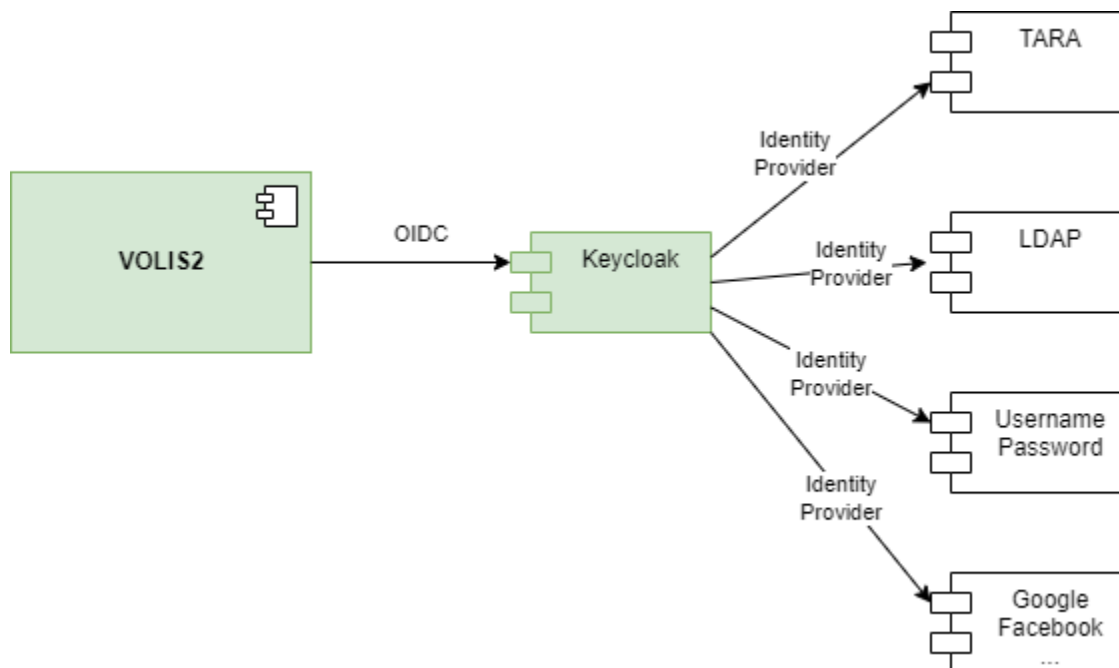 TARA
Identity
Provider
VOLIS2
OIDC
Keycloak
Identity
Provider
LDAP
Identity
Provider
Username
Password
Identity
Provider
Google
Facebook
...